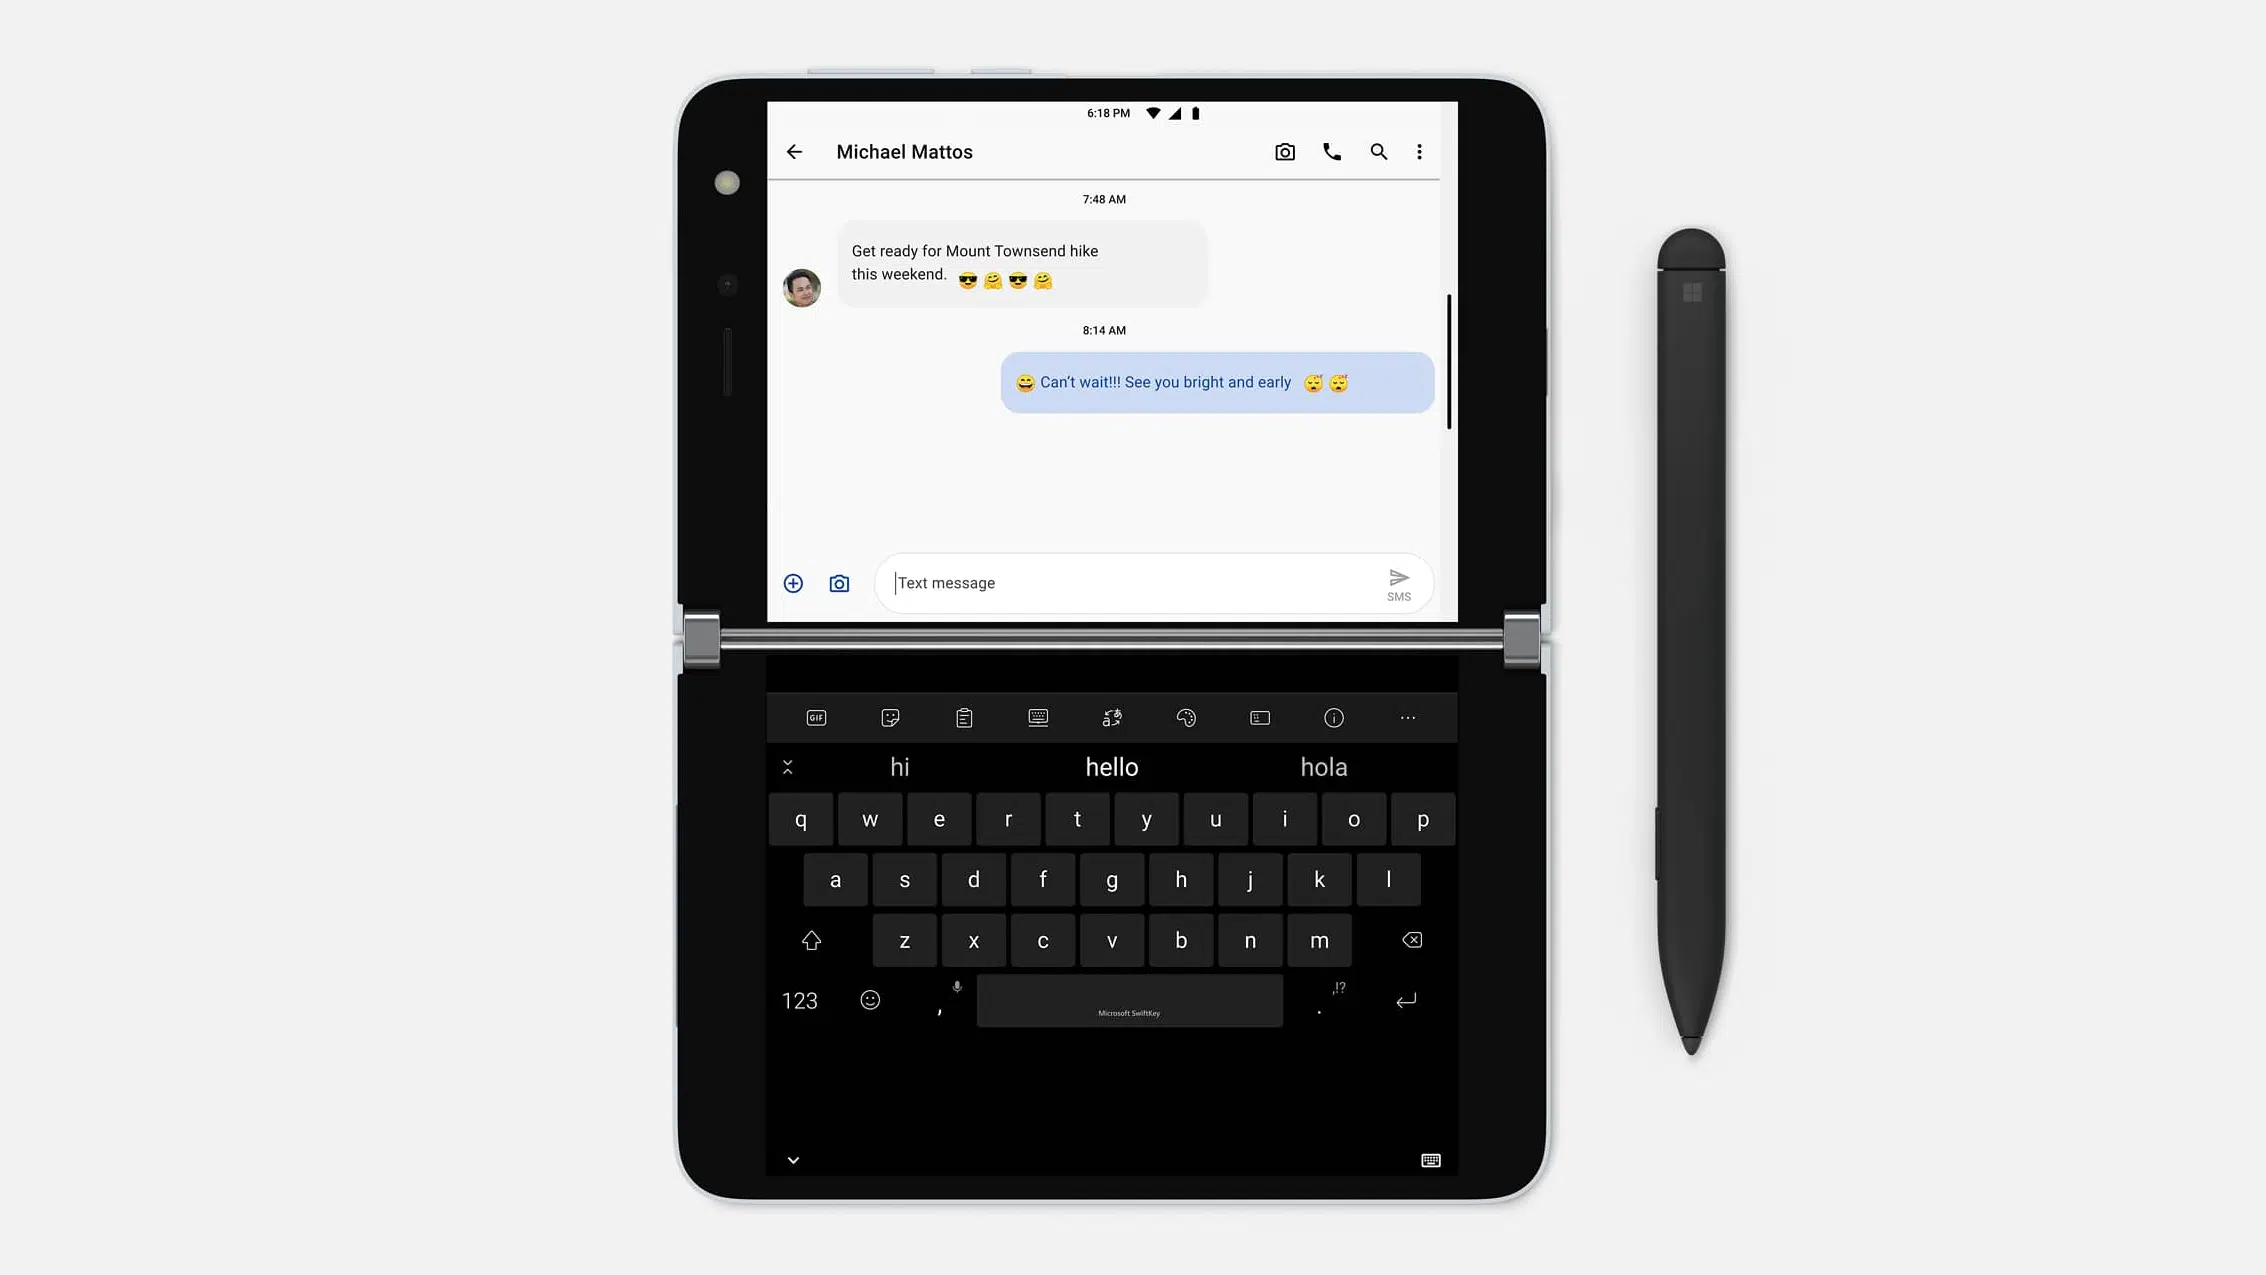 6:18 PM
Michael Mattos
7:48 AM
Get ready for Mount Townsend hike
this weekend. 😎 🤗 😎 🤗
8:14 AM
😄 Can’t wait!!! See you bright and early 😴 😴
Text message
SMS
GIF
hi hello hola
q w e r t y u i o p
a s d f g h j k l
z x c v b n m
123 , Microsoft SwiftKey . ,!?